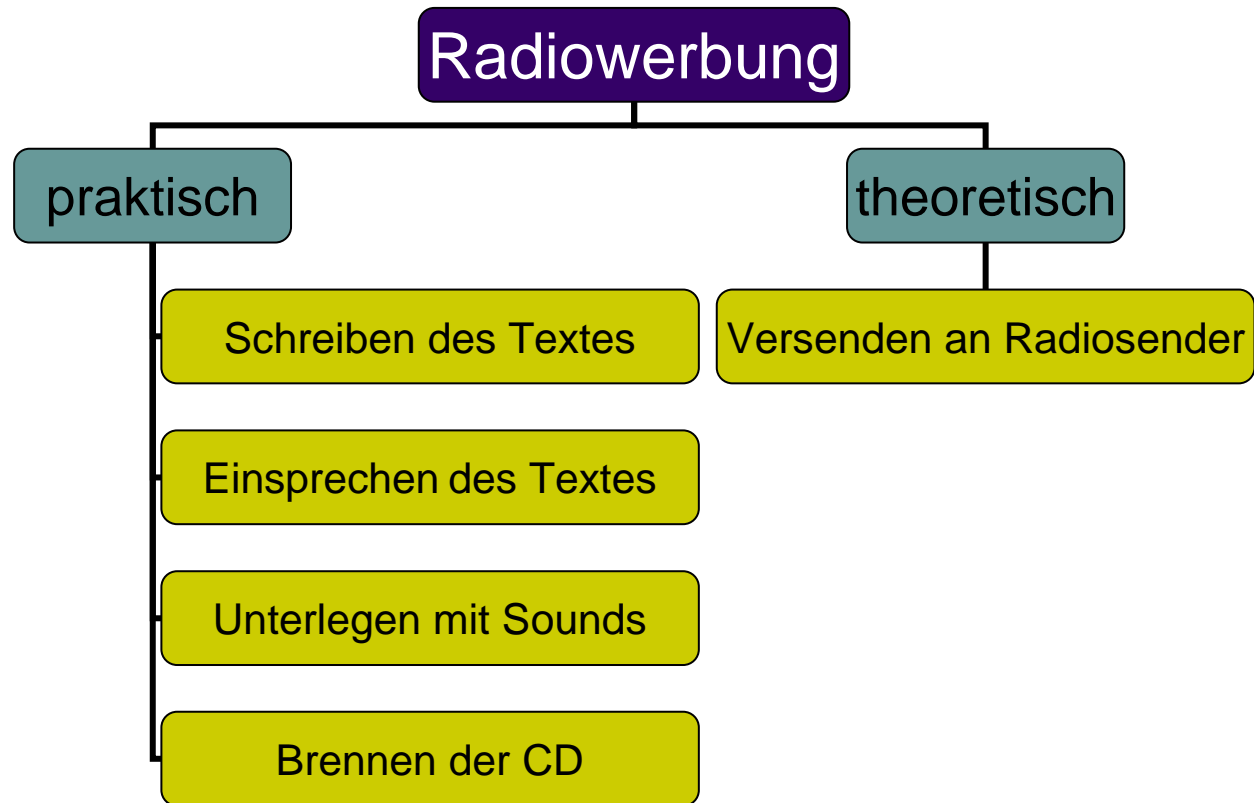 Radiowerbung
praktisch
theoretisch
Schreiben des Textes
Versenden an Radiosender
Einsprechen des Textes
Unterlegen mit Sounds
Brennen der CD